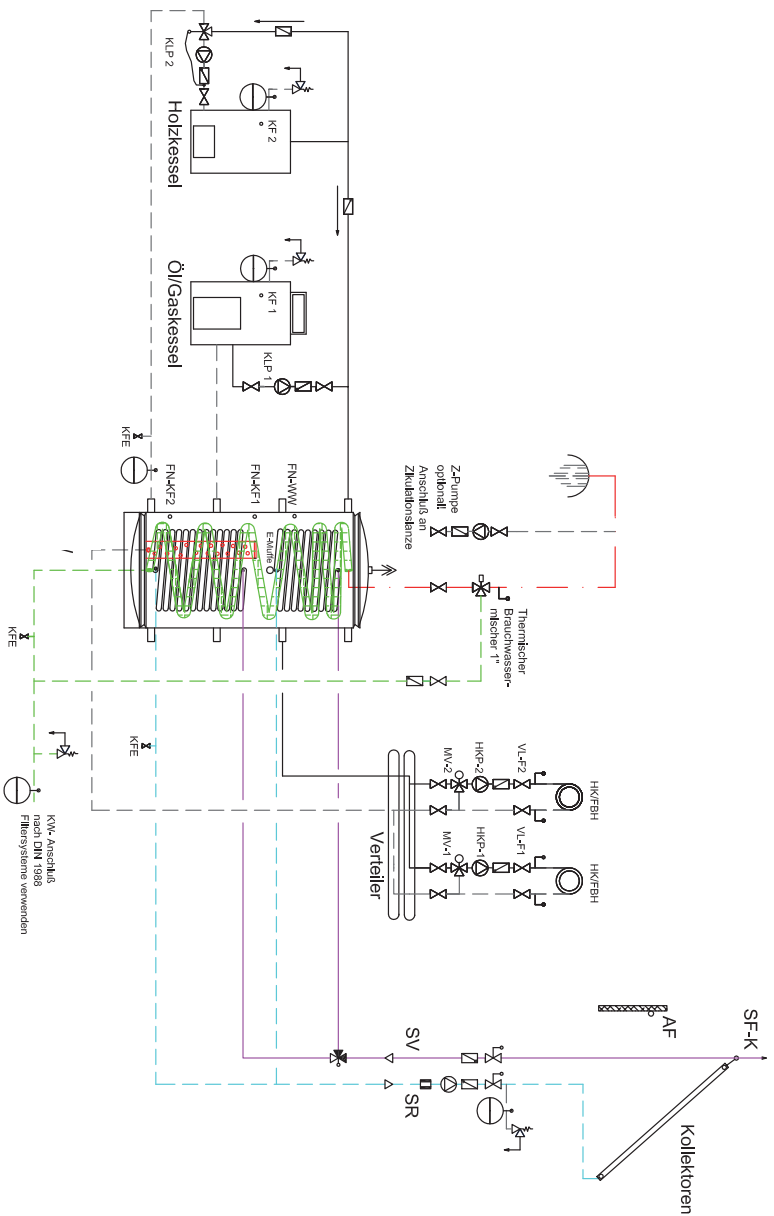 SF-K
Kollektoren
AF
HK/FBH
HK/FBH
VL-F2
VL-F1
Thermischer
Brauchwasser-
mischer 1"
HKP-2
HKP-1
Z-Pumpe
optional:
Anschluß an
Zikulationslanze
MV-2
MV-1
SV
SR
Verteiler
FN-WW
E-Muffe
KF 2
KF 1
KLP 1
FN-KF1
KLP 2
Holzkessel
Öl/Gaskessel
FN-KF2
KFE
KFE
KFE
KW- Anschluß
nach DIN 1988
Filtersysteme verwenden